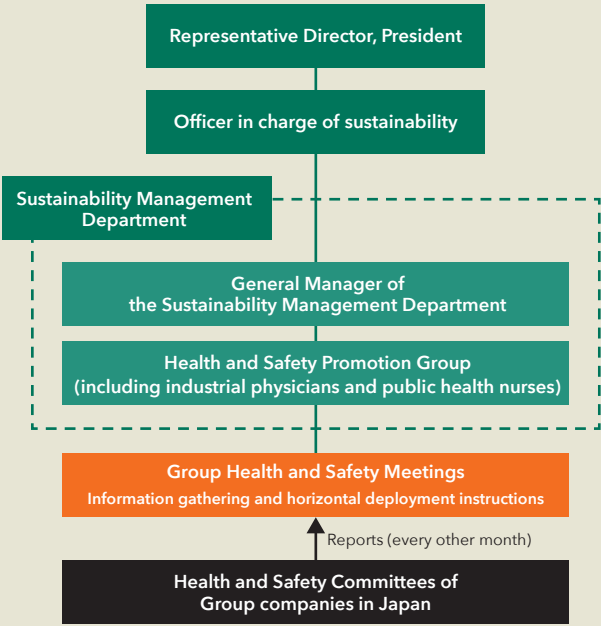 Representative Director, President
Officer in charge of sustainability
Sustainability Management
Department
General Manager of
the Sustainability Management Department
Health and Safety Promotion Group
(including industrial physicians and public health nurses)
Group Health and Safety Meetings
Information gathering and horizontal deployment instructions
Reports (every other month)
Health and Safety Committees of
Group companies in Japan